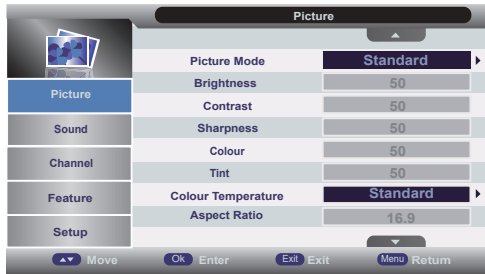 Picture
Picture Mode Standard
Brightness 50
Contrast 50
Sharpness 50
Colour 50
Tint 50
Colour Temperature Standard
Aspect Ratio 16.9
Picture
Sound
Channel
Feature
Setup
Move Ok Enter Exit Exit Menu Return